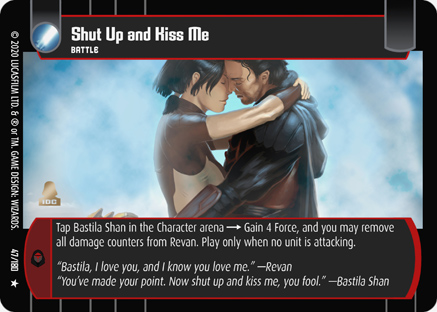 Shut Up and Kiss Me
BATTLE
© 2020 LUCASFILM LTD. & ® or TM. GAME DESIGN: WIZARDS.
47/180
IDC
Tap Bastila Shan in the Character arena → Gain 4 Force, and you may remove
all damage counters from Revan. Play only when no unit is attacking.
“Bastila, I love you, and I know you love me.” —Revan
“You've made your point. Now shut up and kiss me, you fool.” —Bastila Shan